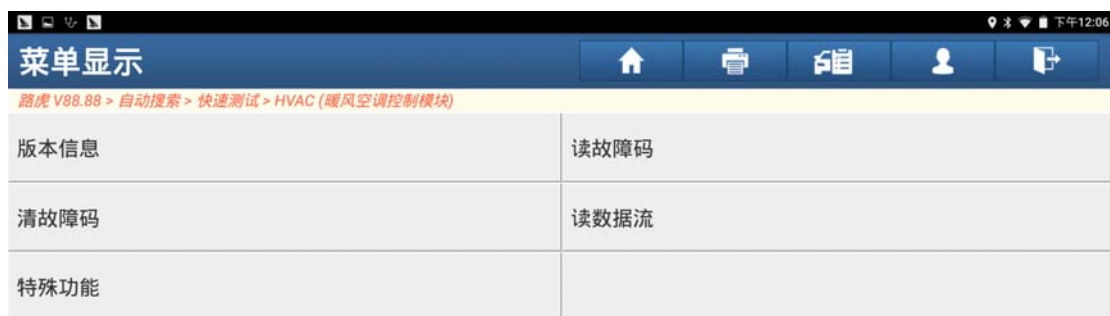 下午12:06
菜单显示
路虎 V88.88 > 自动搜索 > 快速测试 > HVAC (暖风空调控制模块)
版本信息 读故障码
清故障码 读数据流
特殊功能